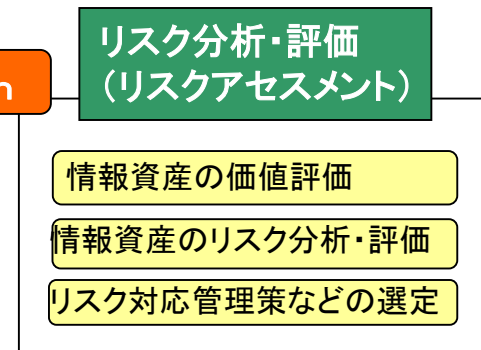 リスク分析・評価
（リスクアセスメント）
n
情報資産の価値評価
情報資産のリスク分析・評価
リスク対応管理策などの選定